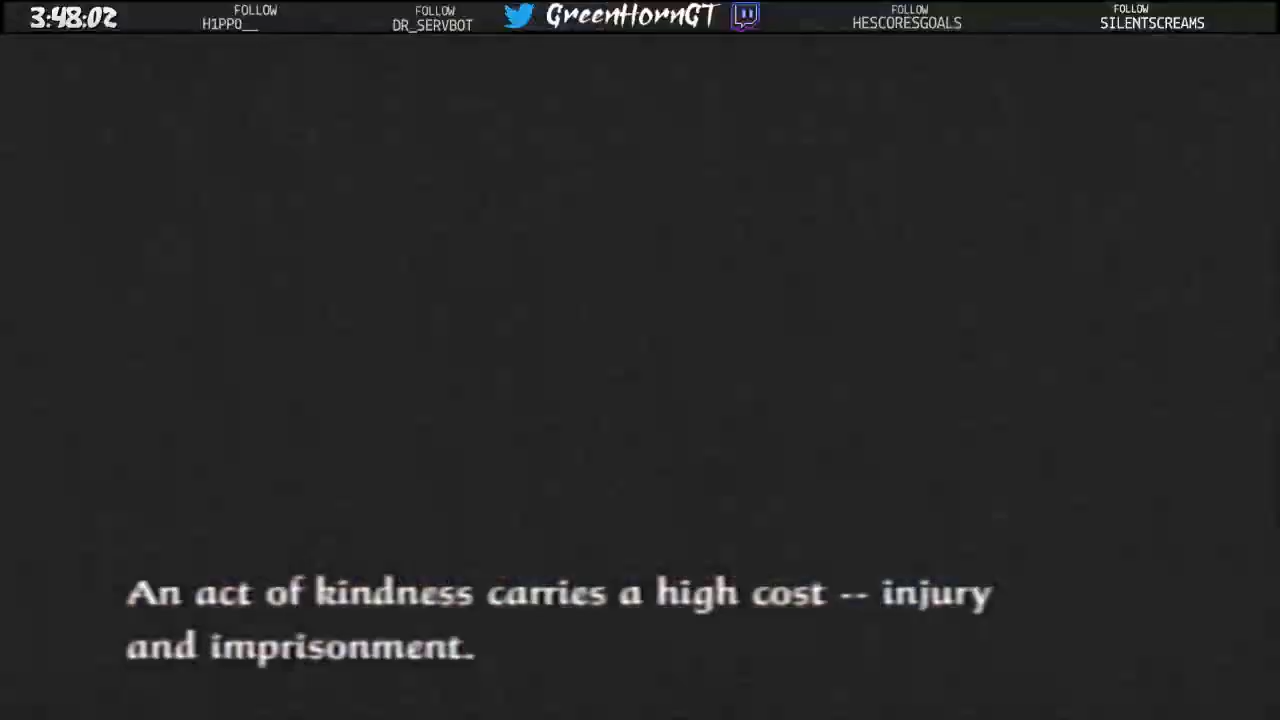 3:48:02
FOLLOW
H1PPO__
FOLLOW
DR_SERVBOT
GreenHornGT
FOLLOW
HESCORESGOALS
FOLLOW
SILENTSCREAMS
An act of kindness carries a high cost -- injury
and imprisonment.